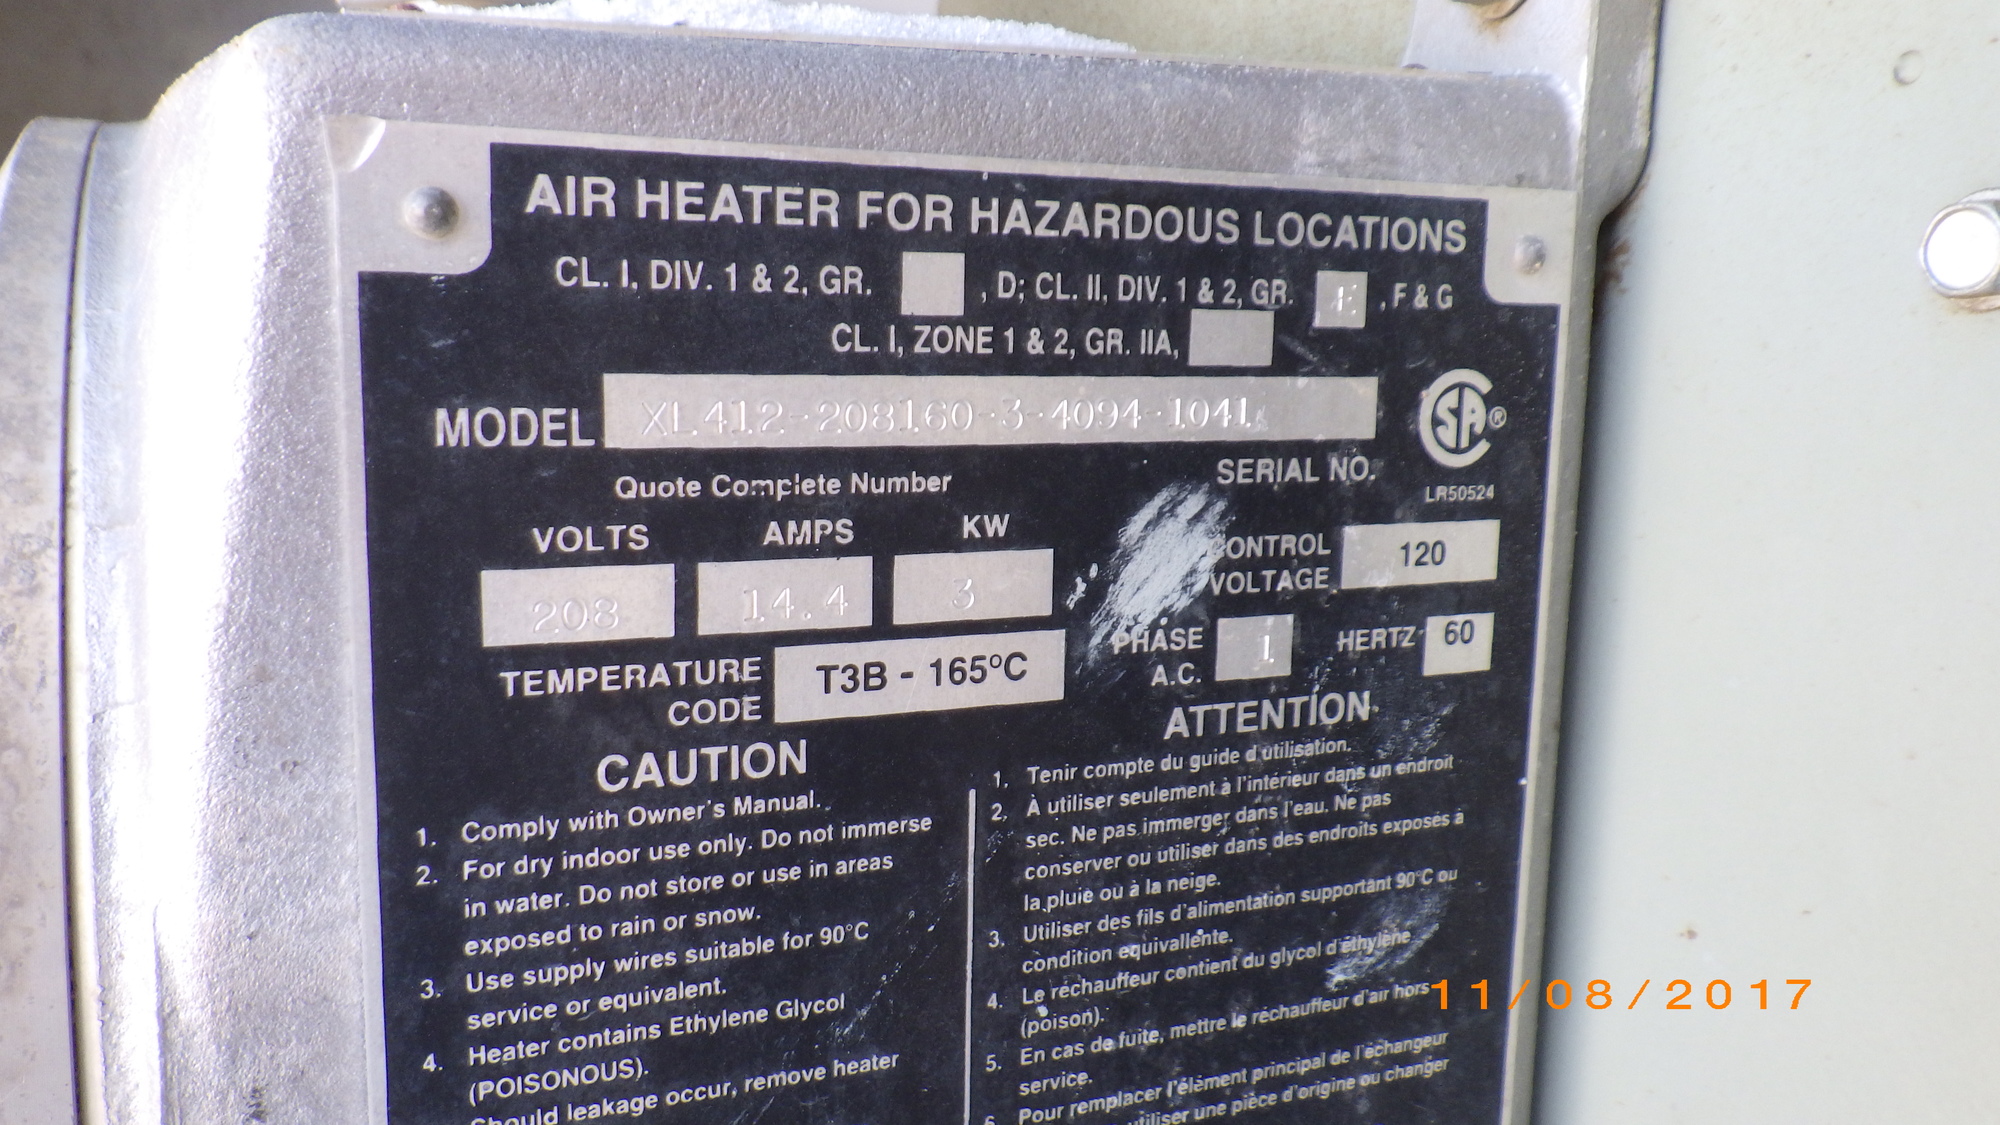 AIR HEATER FOR HAZARDOUS LOCATIONS
CL. I, DIV. 1 & 2, GR. , D; CL. II, DIV. 1 & 2, GR. E , F & G
CL. I, ZONE 1 & 2, GR. IIA,
MODEL XL412-208160-3-4094-1041
Quote Complete Number
SERIAL NO.
CSA®
LR50524
VOLTS AMPS KW
208 14.4 3
CONTROL VOLTAGE 120
PHASE A.C. 1 HERTZ 60
TEMPERATURE CODE T3B - 165°C
CAUTION
1. Comply with Owner's Manual.
2. For dry indoor use only. Do not immerse
in water. Do not store or use in areas
exposed to rain or snow.
3. Use supply wires suitable for 90°C
service or equivalent.
4. Heater contains Ethylene Glycol
(POISONOUS).
Should leakage occur, remove heater
ATTENTION
1. Tenir compte du guide d'utilisation.
2. À utiliser seulement à l'intérieur dans un endroit
sec. Ne pas immerger dans l'eau. Ne pas
conserver ou utiliser dans des endroits exposés à
la pluie ou à la neige.
3. Utiliser des fils d'alimentation supportant 90°C ou
condition equivallente.
4. Le réchauffeur contient du glycol d'éthylène
(poison).
5. En cas de fuite, mettre le réchauffeur d'air hors
service.
6. Pour remplacer l'élément principal de l'échangeur
utiliser une pièce d'origine ou changer
11/08/2017